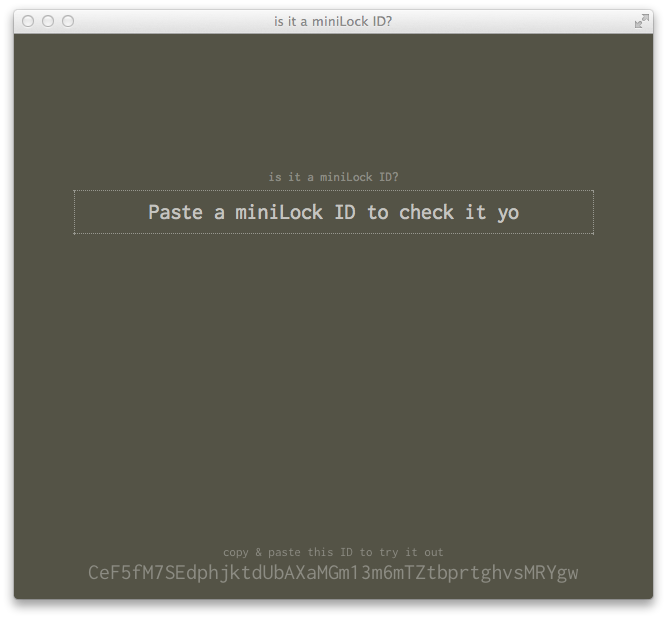 is it a miniLock ID?
is it a miniLock ID?
Paste a miniLock ID to check it yo
copy & paste this ID to try it out
CeF5fM7SEdphjktdUbAXaMGm13m6mTZtbprtghvsMRYgw